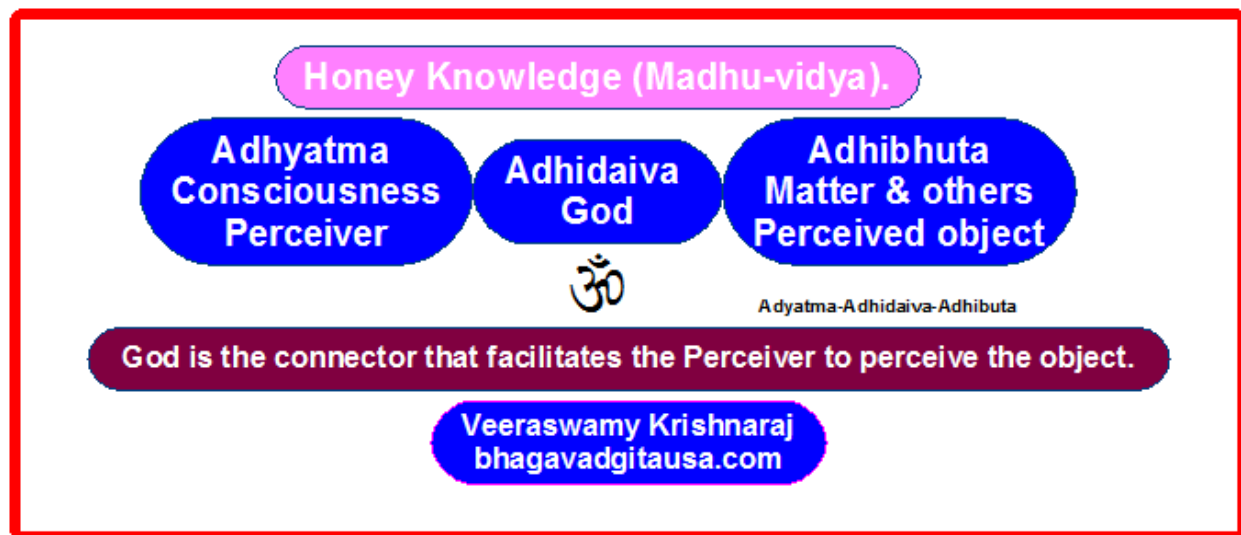 Honey Knowledge (Madhu-vidya).
Adhyatma
Consciousness
Perceiver
Adhidaiva
God
Adhibhuta
Matter & others
Perceived object
ॐ
Adyatma-Adhidaiva-Adhibuta
God is the connector that facilitates the Perceiver to perceive the object.
Veeraswamy Krishnaraj
bhagavadgitausa.com